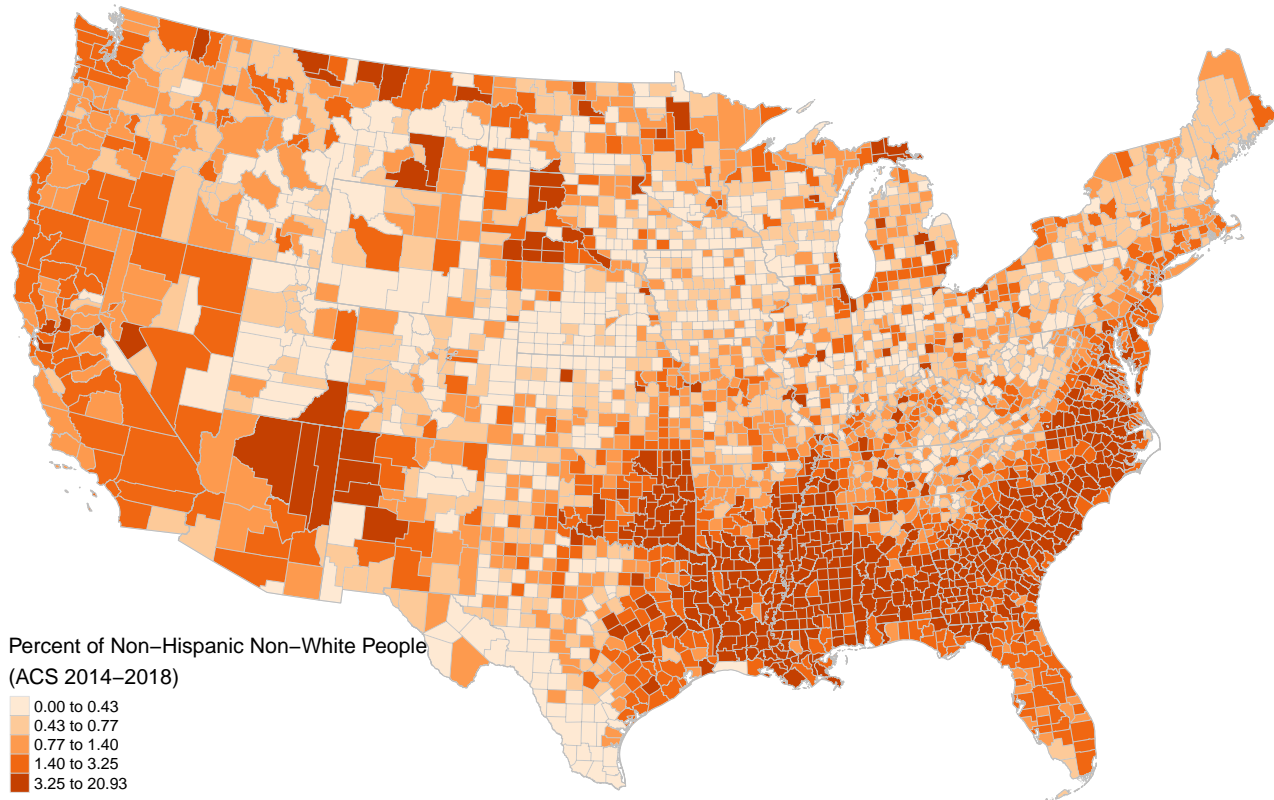 Percent of Non−Hispanic Non−White People
(ACS 2014−2018)
0.00 to 0.43
0.43 to 0.77
0.77 to 1.40
1.40 to 3.25
3.25 to 20.93